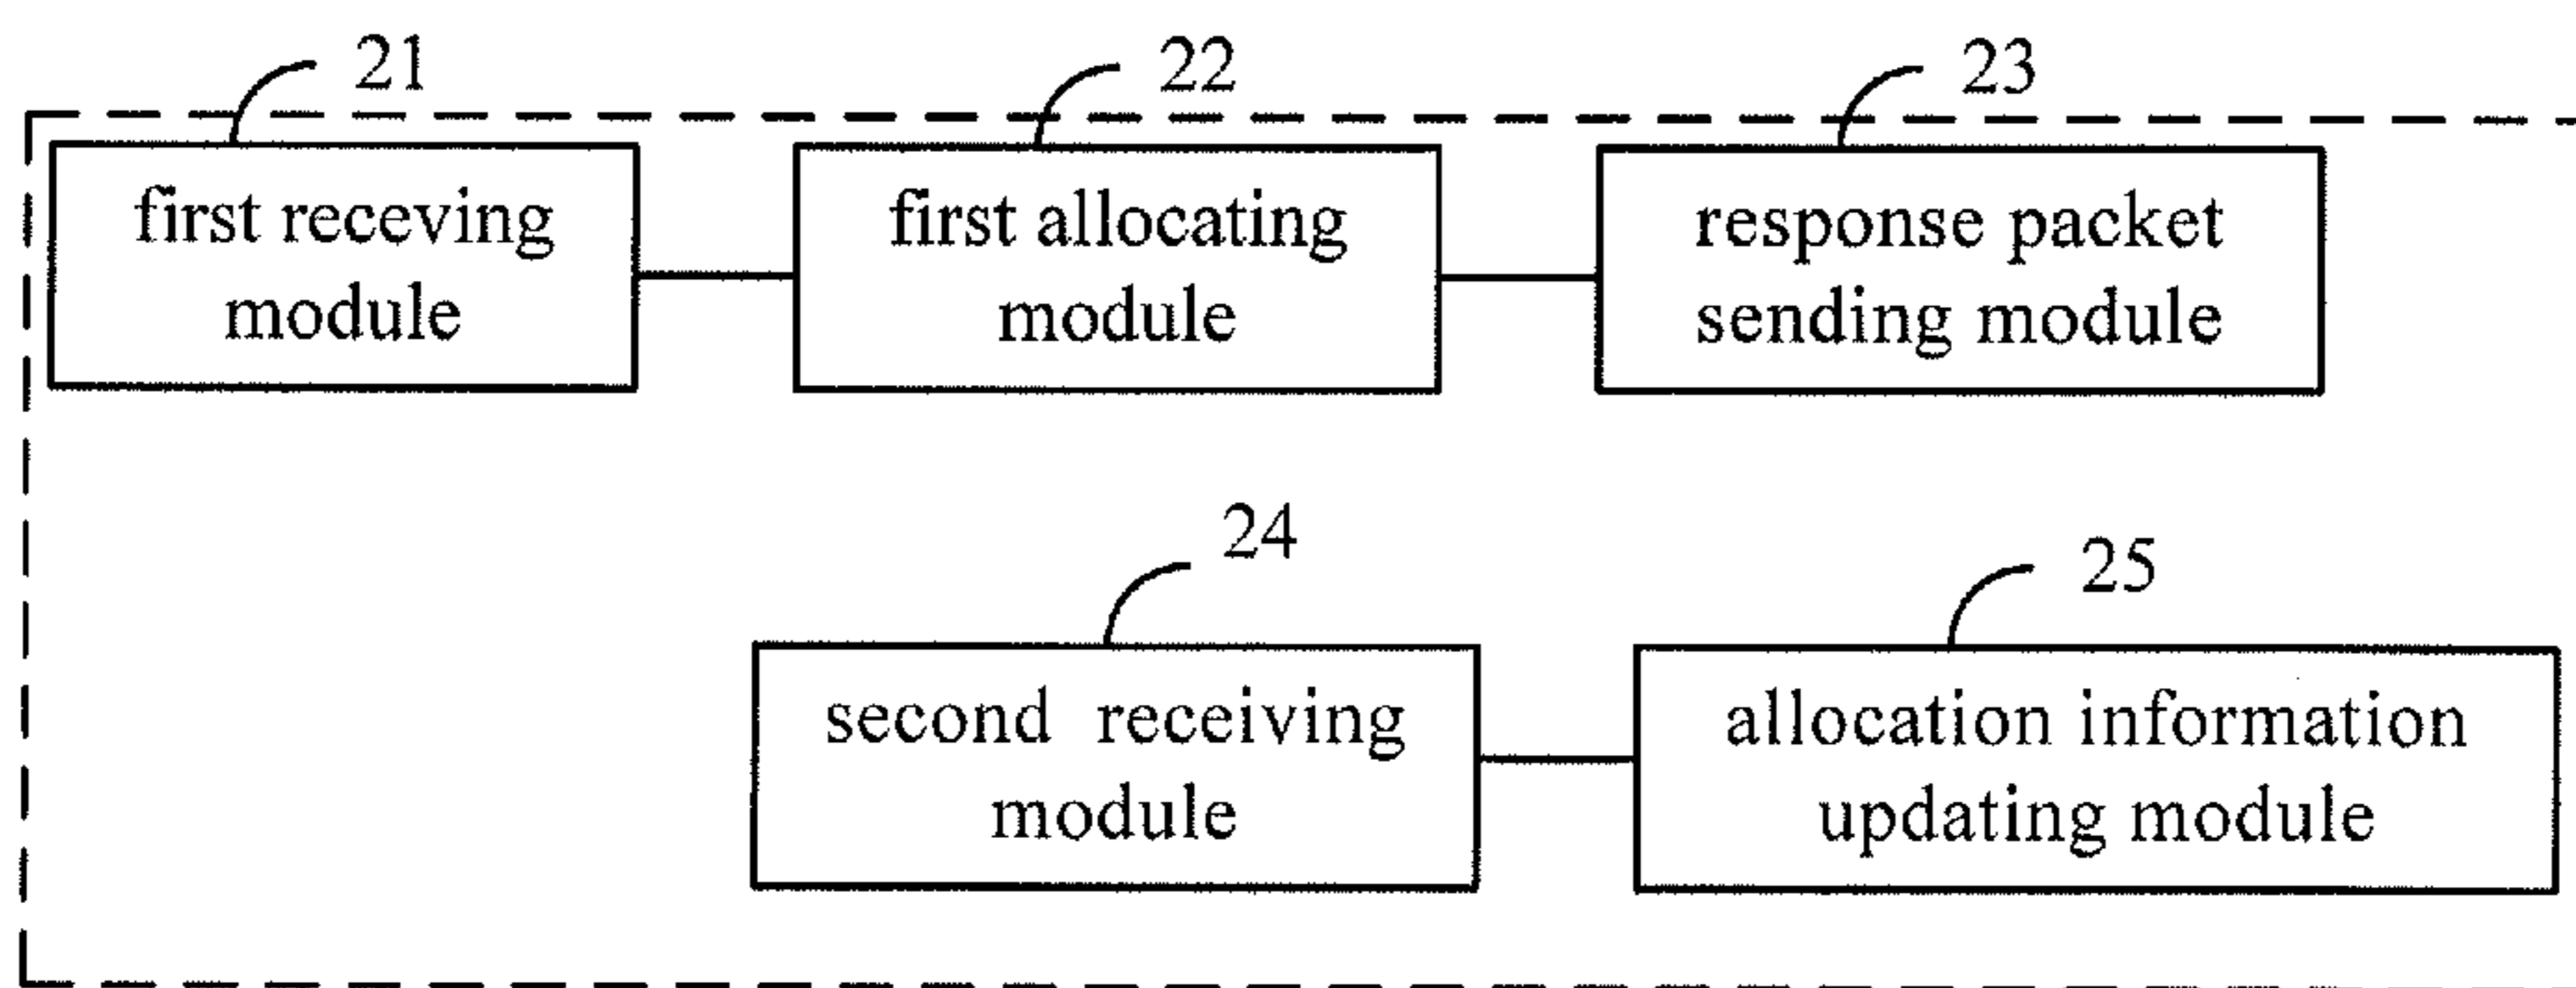 21
22
23
first receving
module
first allocating
module
response packet
sending module
24
25
second receiving
module
allocation information
updating module